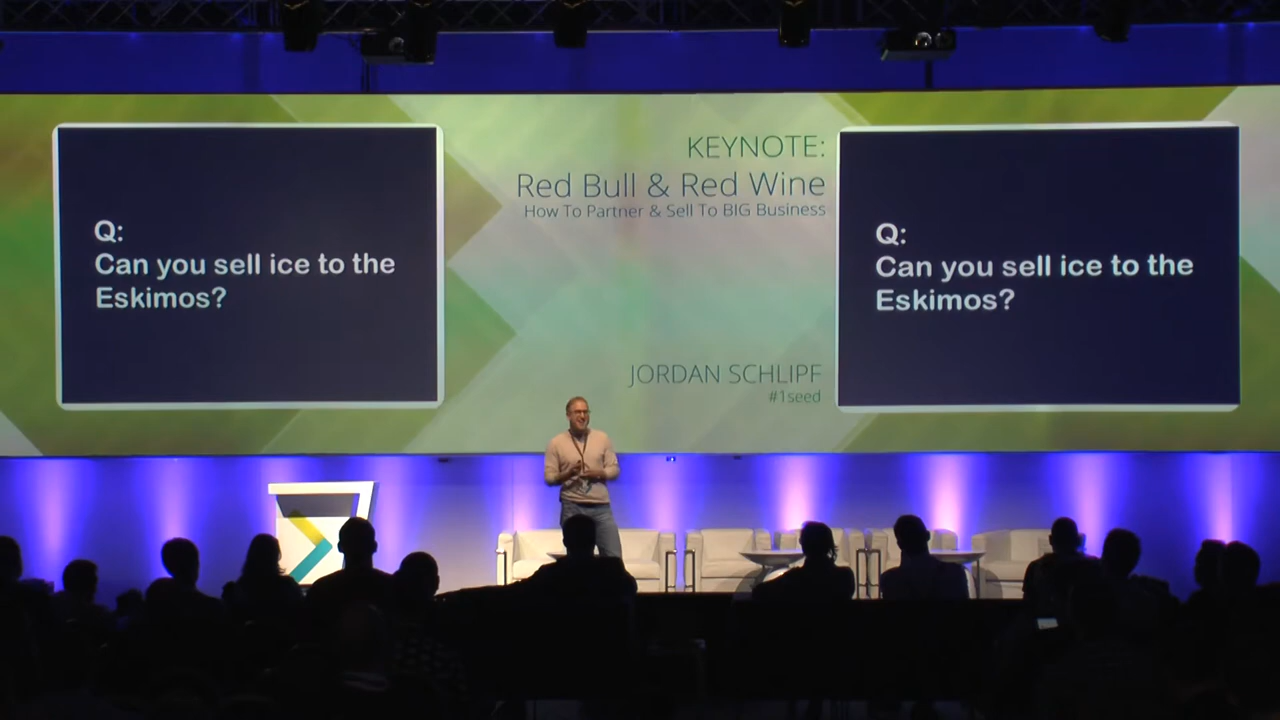 Q:
Can you sell ice to the
Eskimos?
KEYNOTE:
Red Bull & Red Wine
How To Partner & Sell To BIG Business
JORDAN SCHLIPF
#1seed
Q:
Can you sell ice to the
Eskimos?